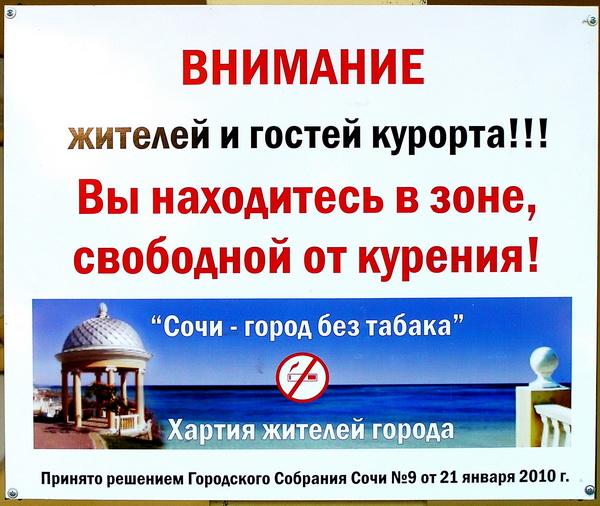 ВНИМАНИЕ
жителей и гостей курорта!!!
Вы находитесь в зоне,
свободной от курения!
“Сочи - город без табака”
Хартия жителей города
Принято решением Городского Собрания Сочи №9 от 21 января 2010 г.